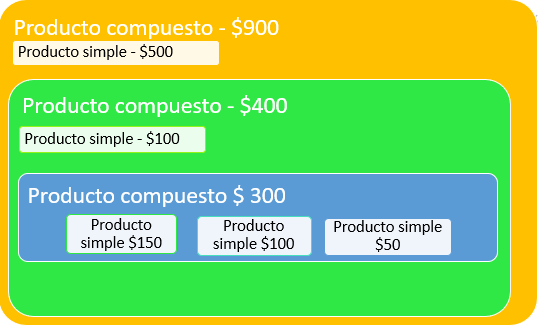 Producto compuesto - $900
Producto simple - $500
Producto compuesto - $400
Producto simple - $100
Producto compuesto $ 300
Producto
simple $150
Producto
simple $100
Producto simple
$50